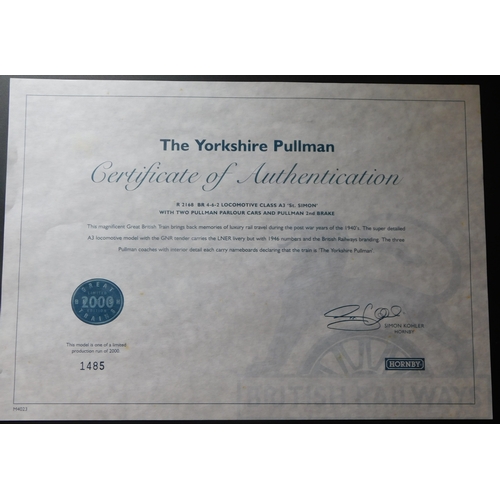 The Yorkshire Pullman
Certificate of Authentication
R 2168 BR 4-6-2 LOCOMOTIVE CLASS A3 'St. SIMON'
WITH TWO PULLMAN PARLOUR CARS AND PULLMAN 2nd BRAKE
This magnificent Great British Train brings back memories of luxury rail travel during the post war years of the 1940's. The super detailed
A3 locomotive model with the GNR tender carries the LNER livery but with 1946 numbers and the British Railways branding. The three
Pullman coaches with interior detail each carry nameboards declaring that the train is 'The Yorkshire Pullman'.
GREAT
BRITISH
2000
TRAINS
SIMON KOHLER
HORNBY
This model is one of a limited
production run of 2000.
1485
HORNBY